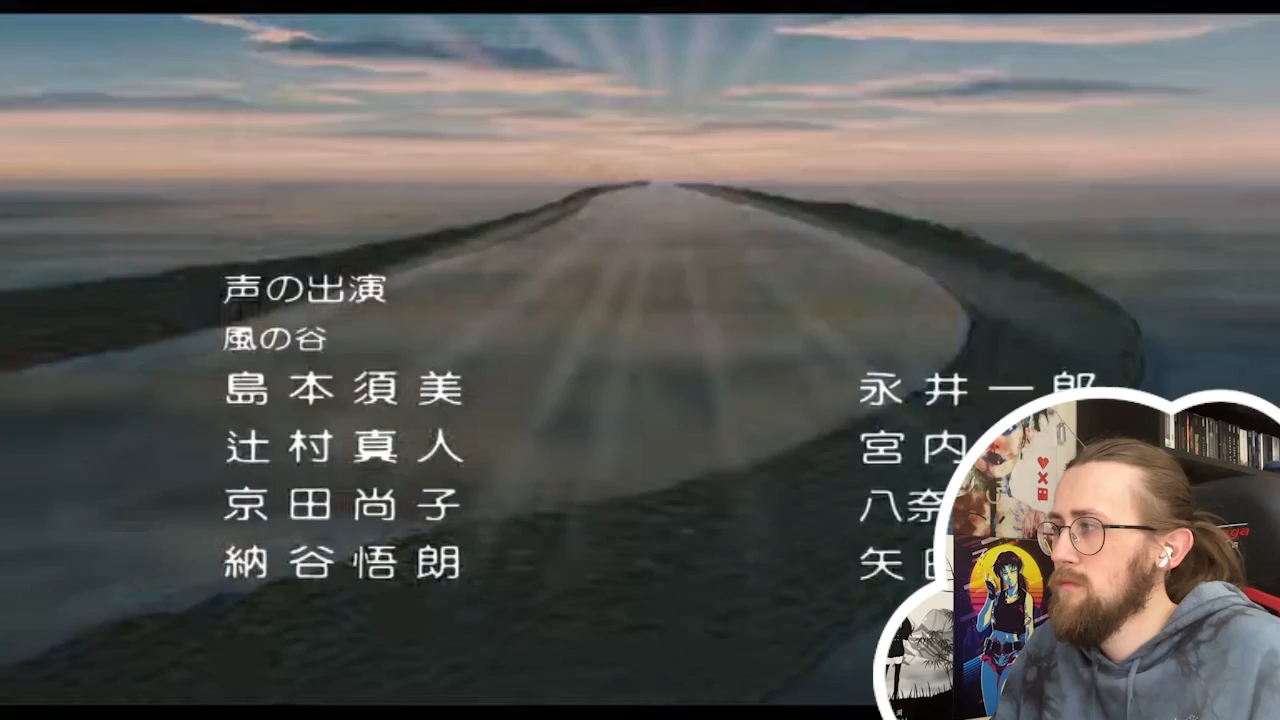 声の出演
風の谷
島本須美 永井一郎
辻村真人 宮内
京田尚子 八奈
納谷悟朗 矢